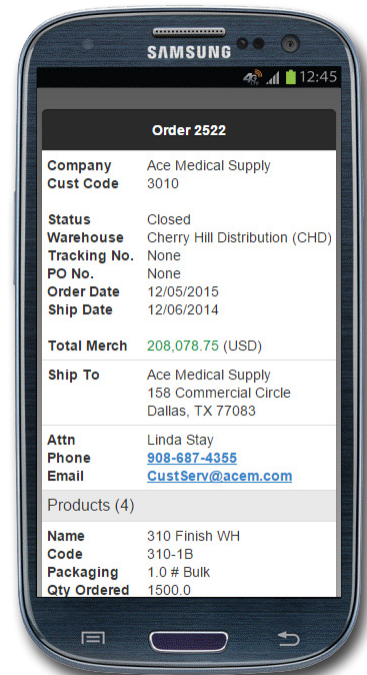 SAMSUNG
4G 12:45
Order 2522
Company Ace Medical Supply
Cust Code 3010
Status Closed
Warehouse Cherry Hill Distribution (CHD)
Tracking No. None
PO No. None
Order Date 12/05/2015
Ship Date 12/06/2014
Total Merch 208,078.75 (USD)
Ship To Ace Medical Supply
158 Commercial Circle
Dallas, TX 77083
Attn Linda Stay
Phone 908-687-4355
Email CustServ@acem.com
Products (4)
Name 310 Finish WH
Code 310-1B
Packaging 1.0 # Bulk
Qty Ordered 1500.0